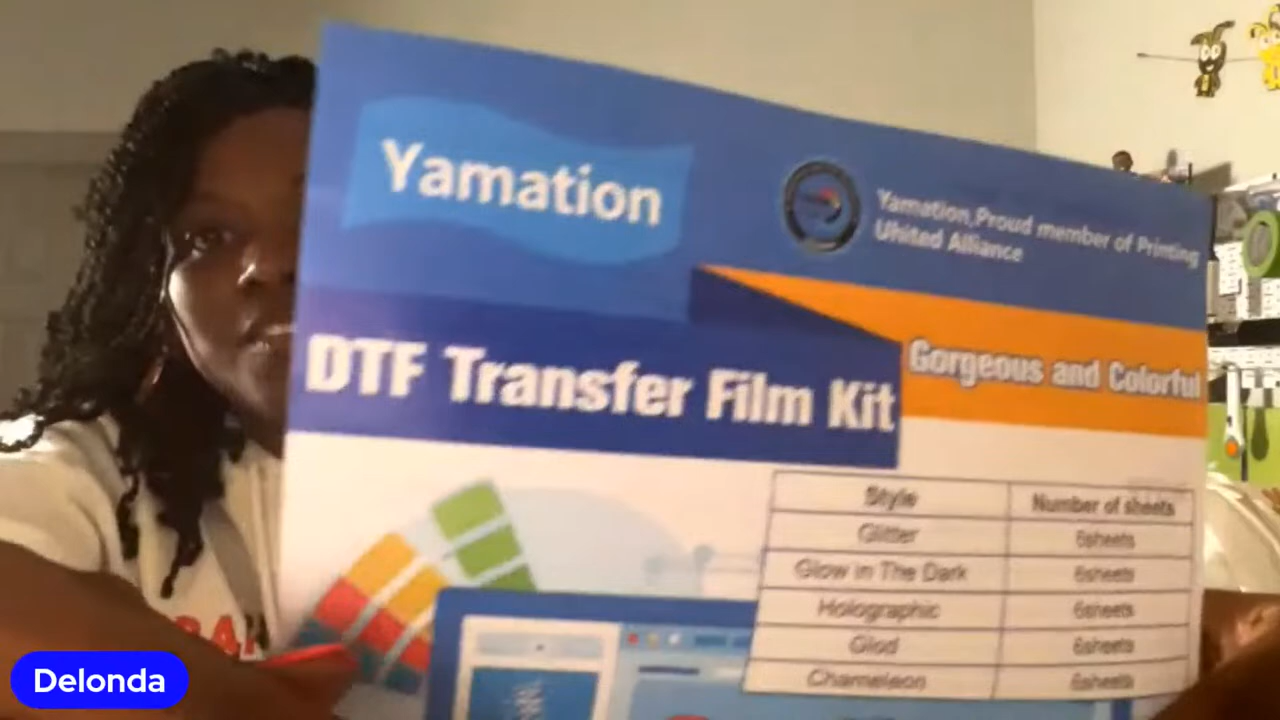 Yamation
Yamation,Proud member of Printing
United Alliance
DTF Transfer Film Kit
Gorgeous and Colorful
Style Number of sheets
Glitter 6sheets
Glow in The Dark 6sheets
Holographic 6sheets
Glod 6sheets
Chameleon 6sheets
Delonda